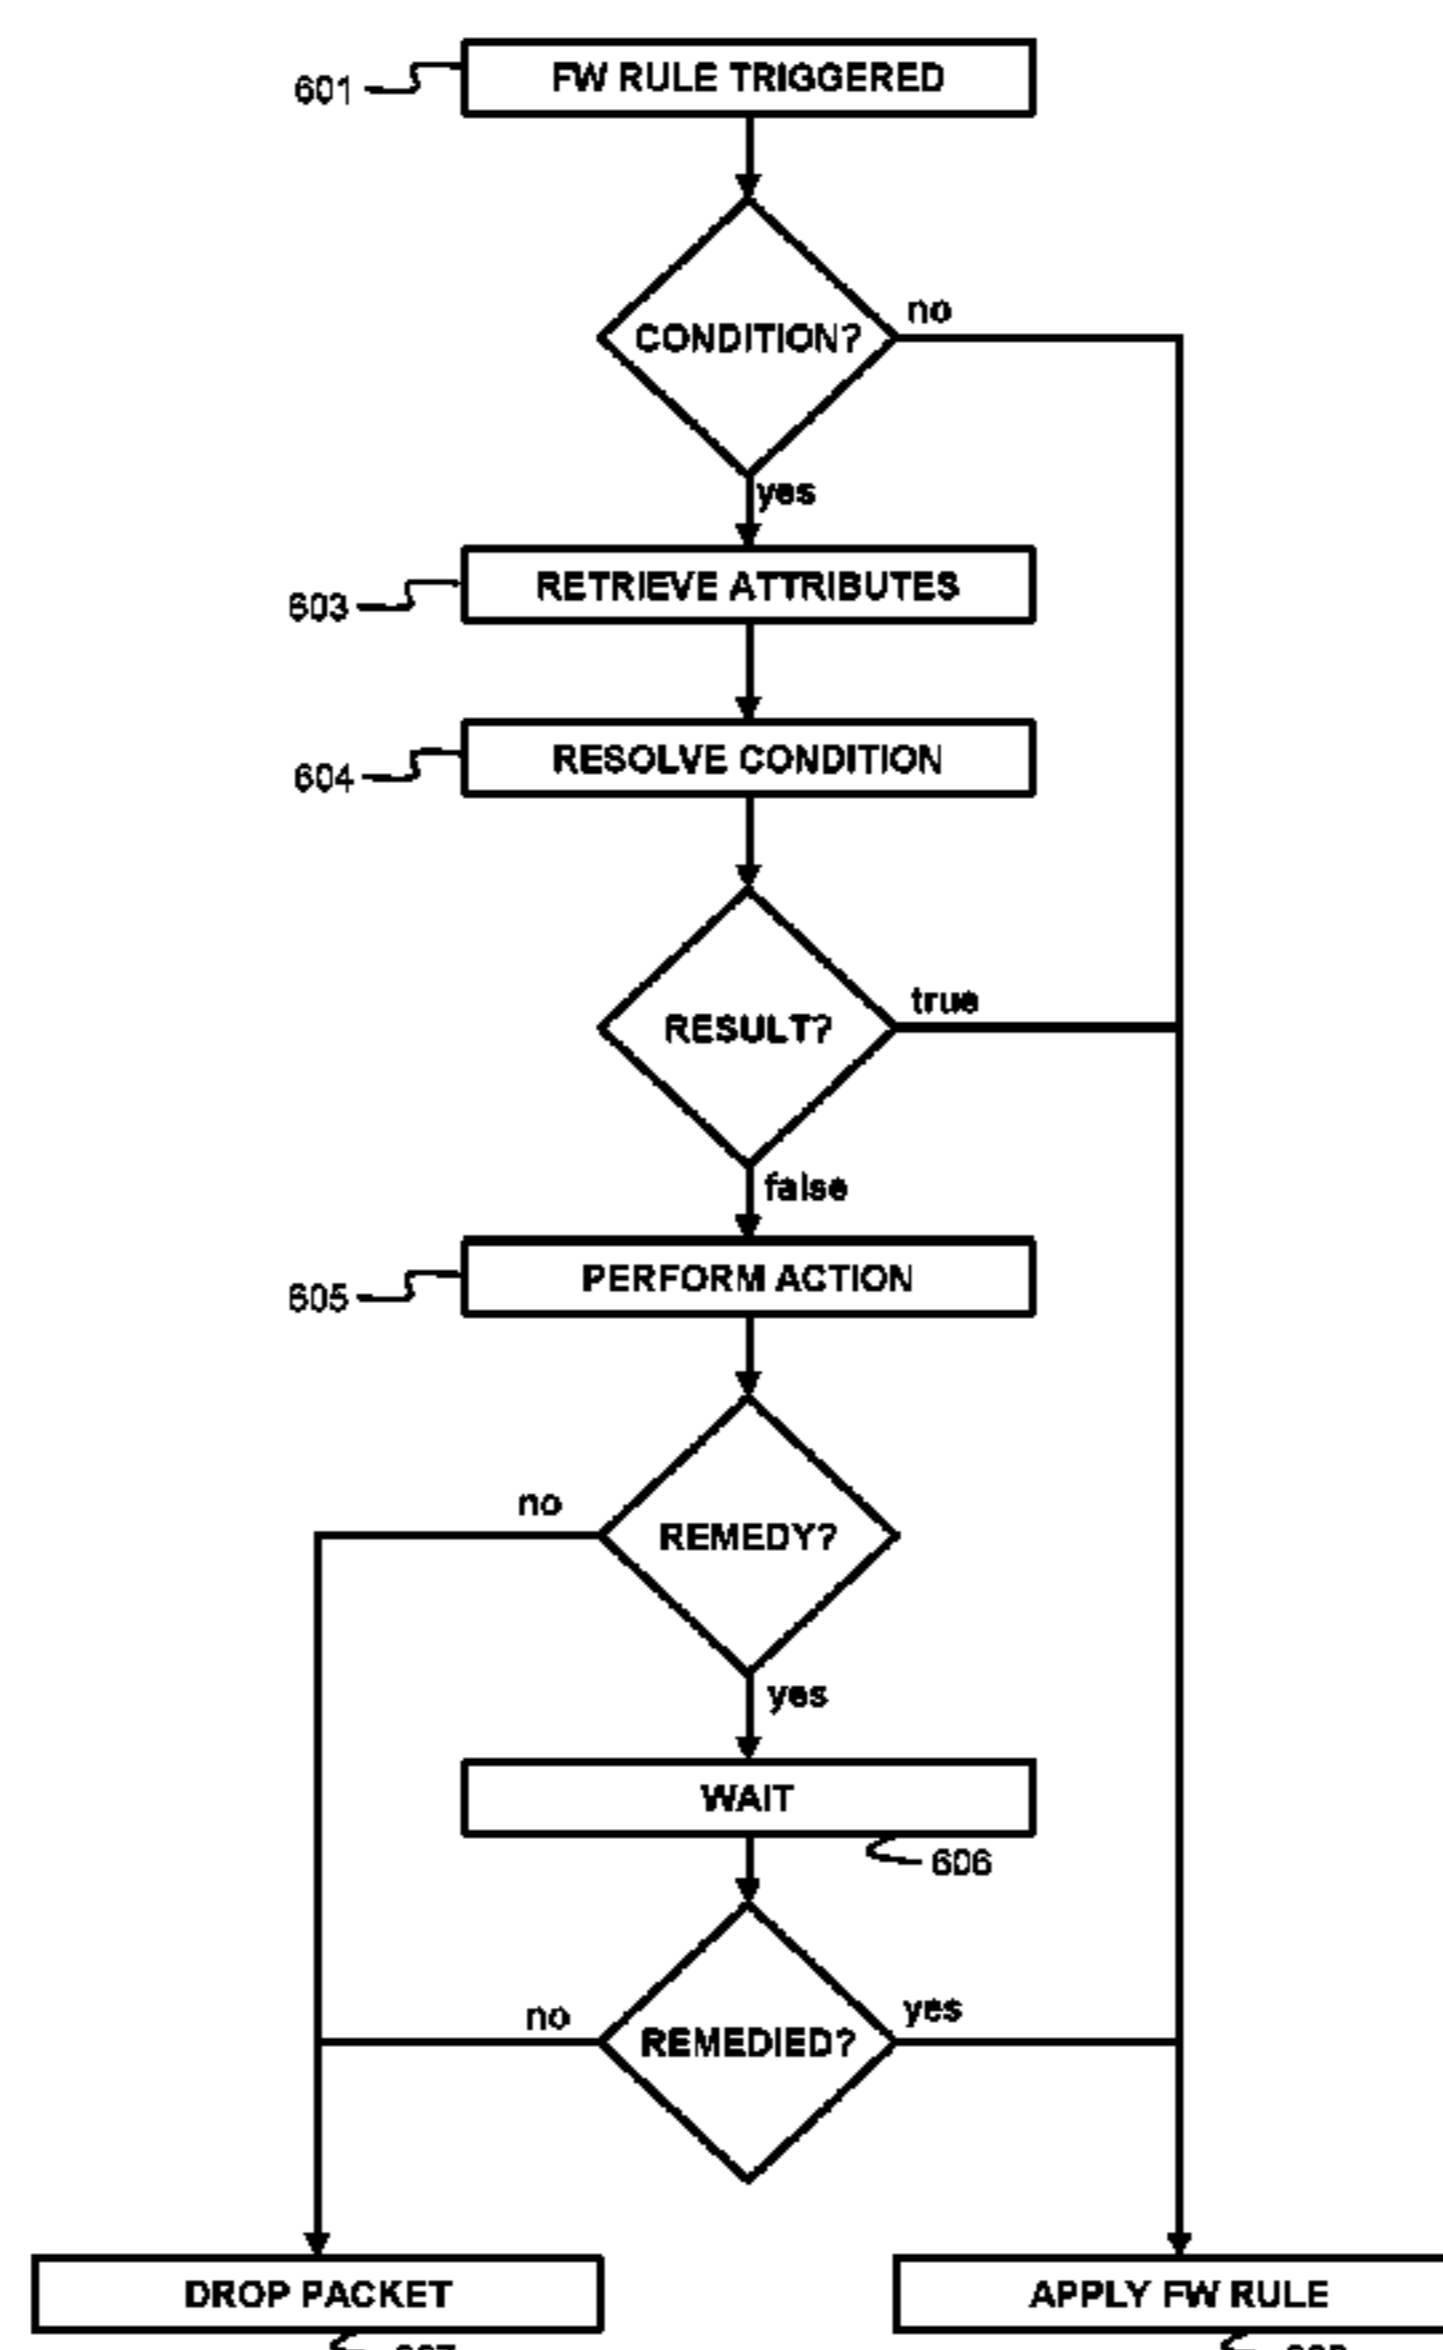 601
FW RULE TRIGGERED
CONDITION?
no
yes
603
RETRIEVE ATTRIBUTES
604
RESOLVE CONDITION
RESULT?
true
false
605
PERFORM ACTION
no
REMEDY?
yes
WAIT
606
no
REMEDIED?
yes
DROP PACKET
APPLY FW RULE